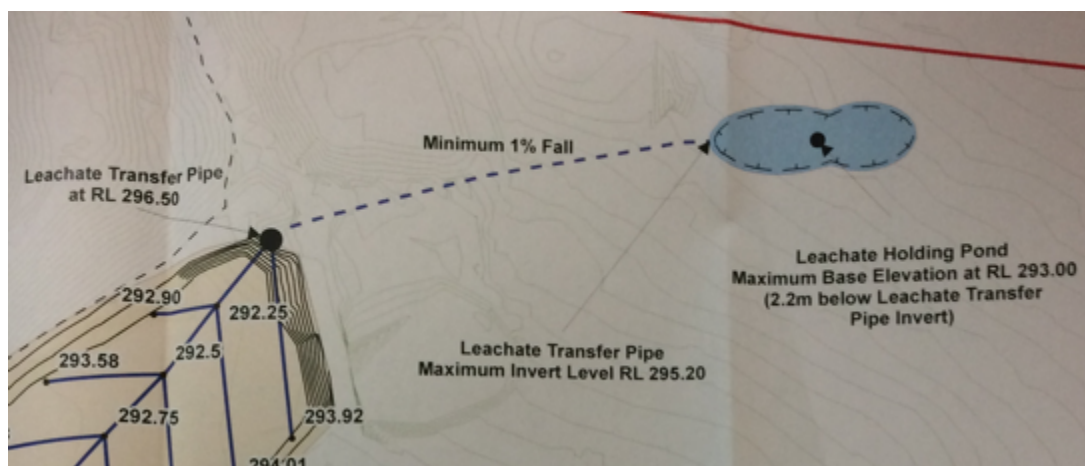 Minimum 1% Fall
Leachate Transfer Pipe
at RL 296.50
Leachate Holding Pond
Maximum Base Elevation at RL 293.00
(2.2m below Leachate Transfer
Pipe Invert)
292.90
292.25
292.5
293.58
Leachate Transfer Pipe
Maximum Invert Level RL 295.20
292.75
293.92
294.01